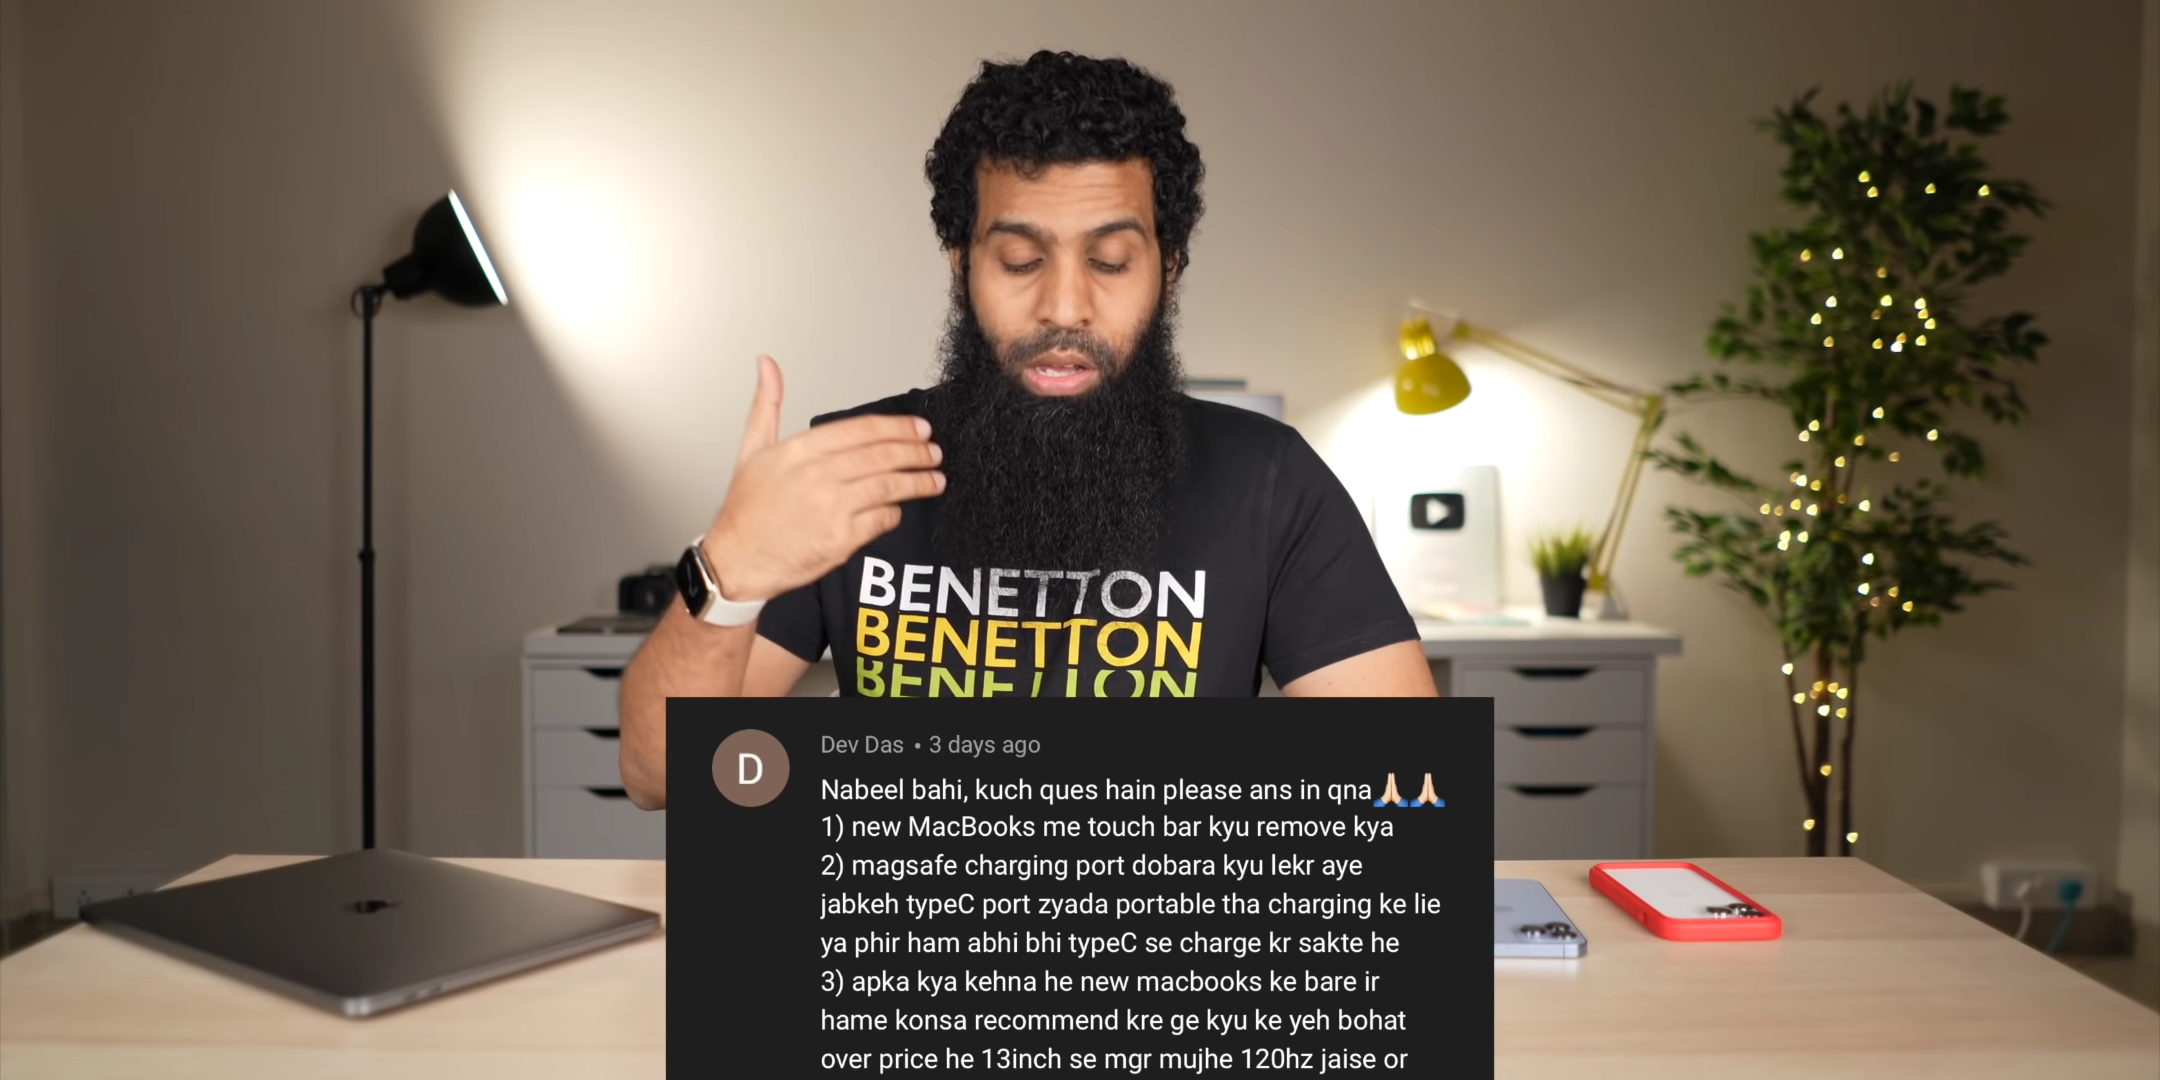 BENETTON
BENETTON
BENETTON
D
Dev Das • 3 days ago
Nabeel bahi, kuch ques hain please ans in qna🙏🏻🙏🏻
1) new MacBooks me touch bar kyu remove kya
2) magsafe charging port dobara kyu lekr aye
jabkeh typeC port zyada portable tha charging ke lie
ya phir ham abhi bhi typeC se charge kr sakte he
3) apka kya kehna he new macbooks ke bare ir
hame konsa recommend kre ge kyu ke yeh bohat
over price he 13inch se mgr mujhe 120hz jaise or